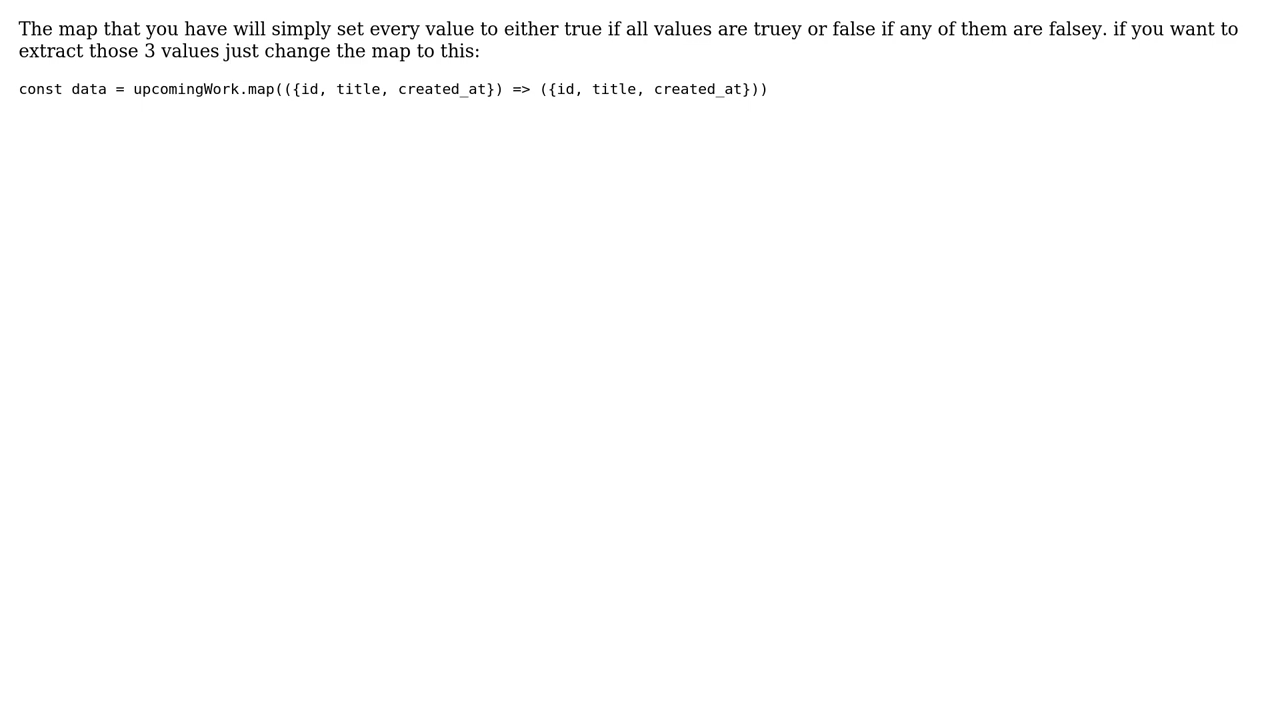 The map that you have will simply set every value to either true if all values are truey or false if any of them are falsey. if you want to
extract those 3 values just change the map to this:
const data = upcomingWork.map(({id, title, created_at}) => ({id, title, created_at}))